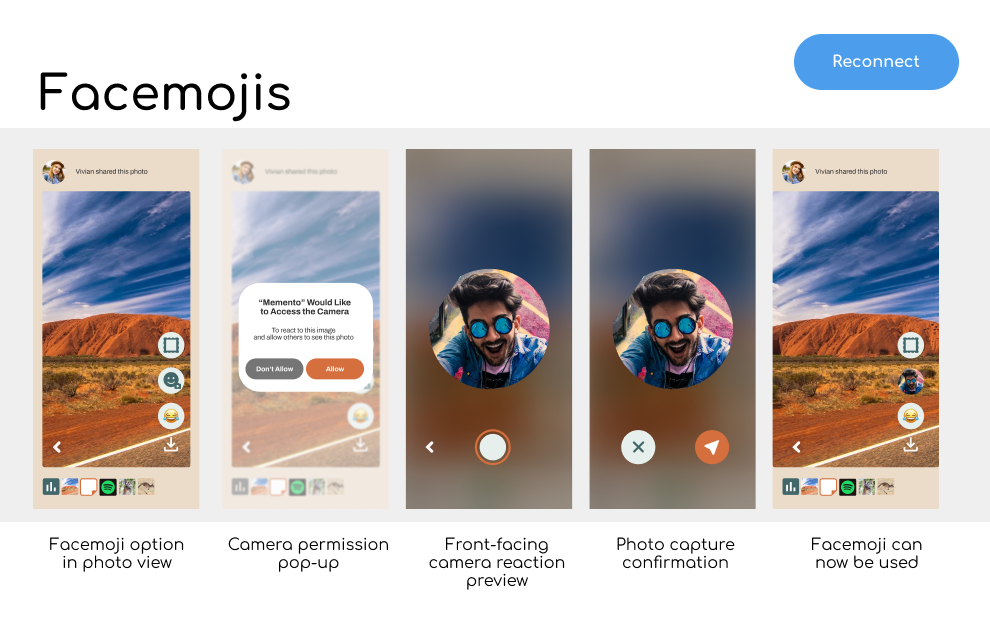 Reconnect
Facemojis
Vivian shared this photo
Vivian shared this photo
Vivian shared this photo
“Memento” Would Like
to Access the Camera
To react to this image
and allow others to see this photo
Don't Allow
Allow
Facemoji option
in photo view
Camera permission
pop-up
Front-facing
camera reaction
preview
Photo capture
confirmation
Facemoji can
now be used